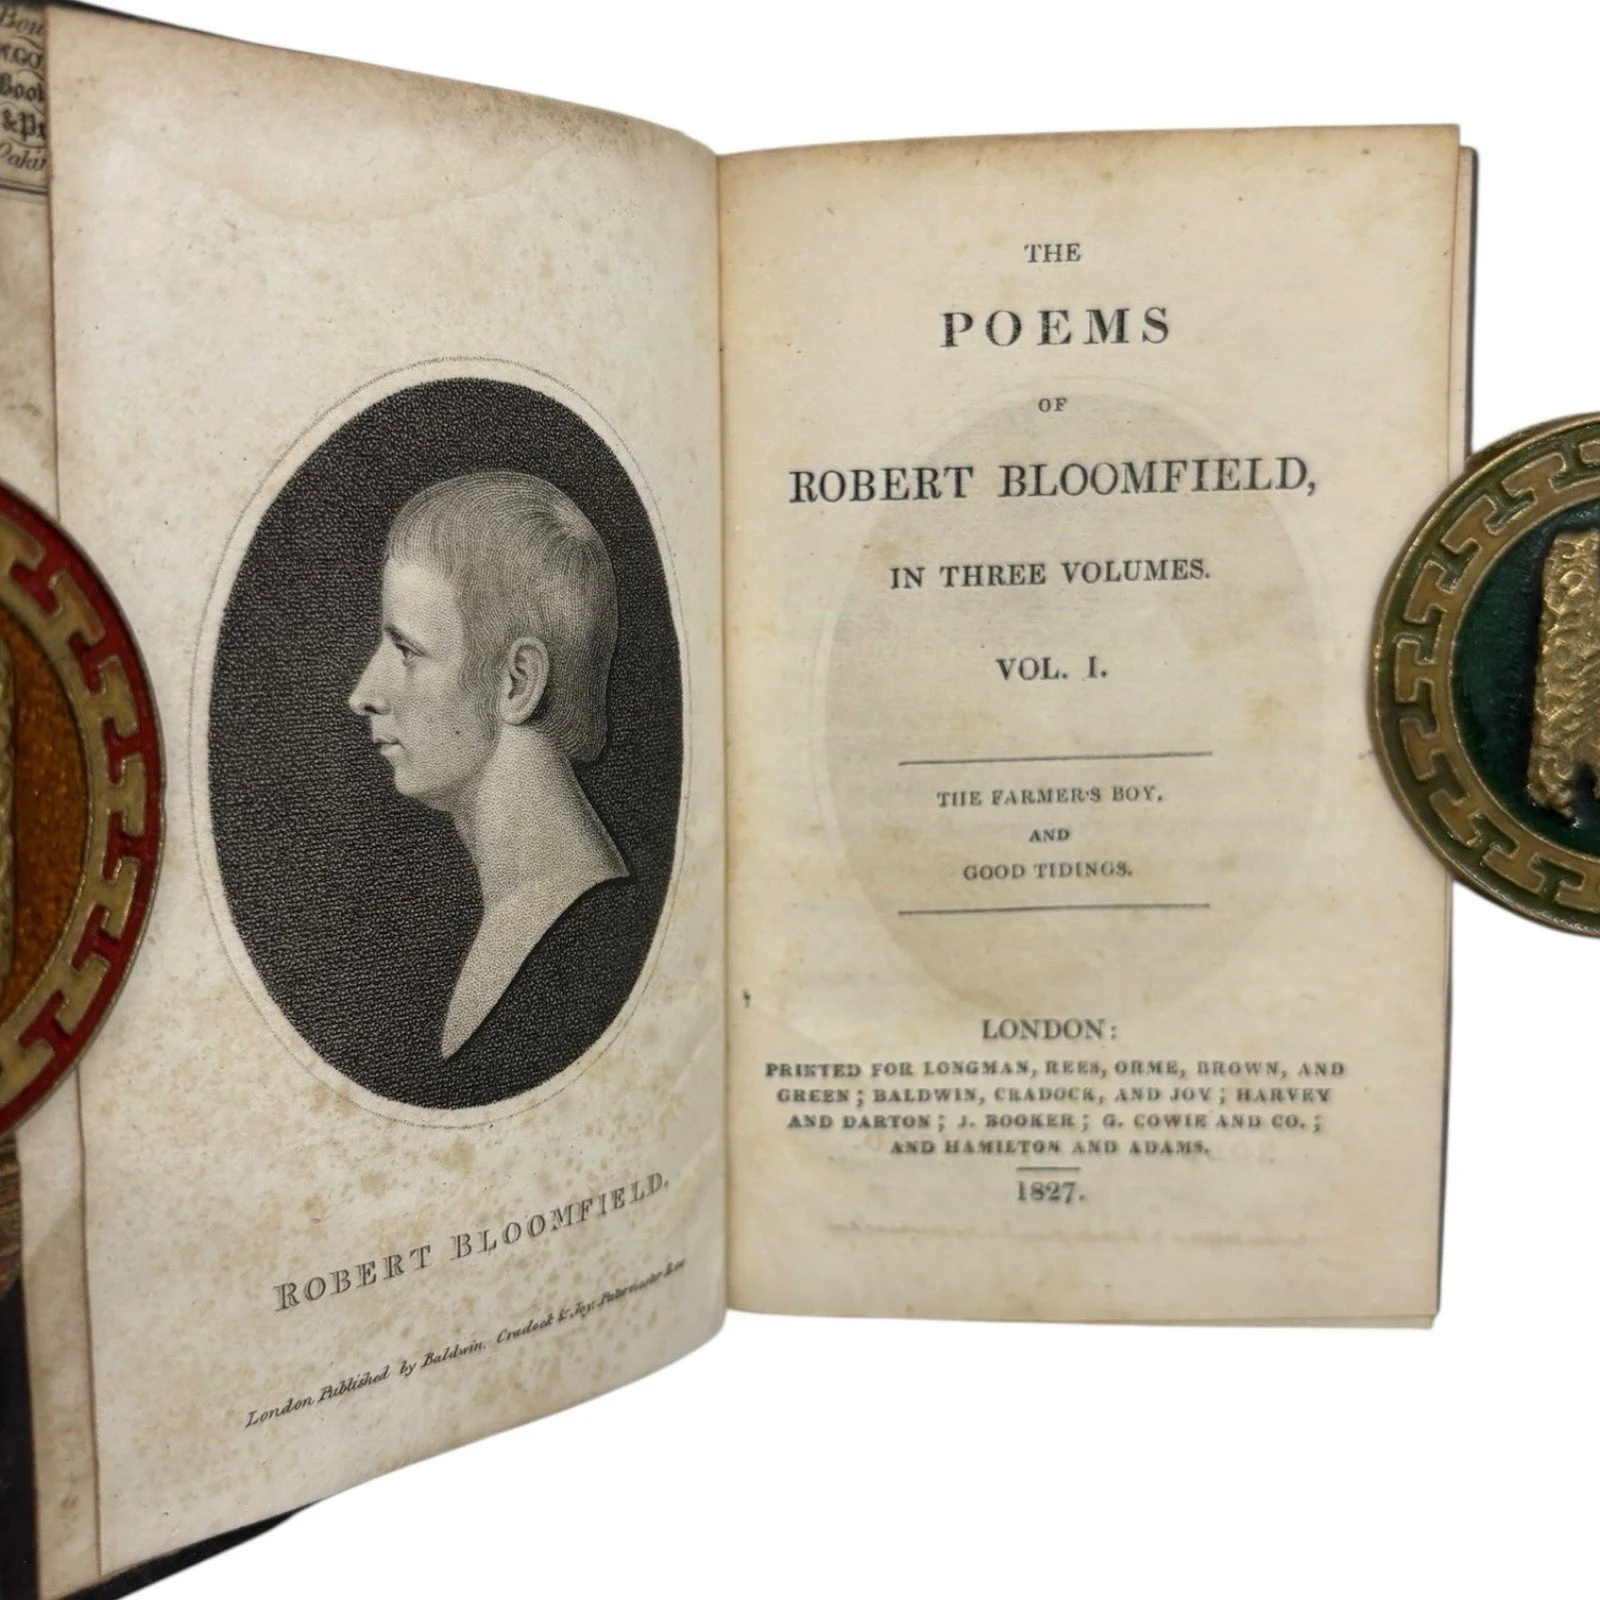 &
ROBERT BLOOMFIELD.
London Published by Baldwin, Cradock & Joy, Paternoster Row
THE
POEMS
OF
ROBERT BLOOMFIELD,
IN THREE VOLUMES.
VOL. I.
THE FARMER'S BOY,
AND
GOOD TIDINGS.
LONDON:
PRINTED FOR LONGMAN, REES, ORME, BROWN, AND
GREEN; BALDWIN, CRADOCK, AND JOY; HARVEY
AND DARTON; J. BOOKER; G. COWIE AND CO.;
AND HAMILTON AND ADAMS.
1827.